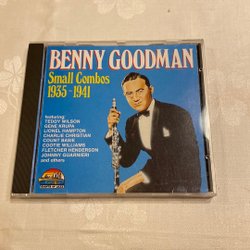 BENNY GOODMAN
Small Combos
1935-1941
featuring:
TEDDY WILSON
GENE KRUPA
LIONEL HAMPTON
CHARLIE CHRISTIAN
COUNT BASIE
COOTIE WILLIAMS
FLETCHER HENDERSON
JOHNNY GUARNIERI
and others